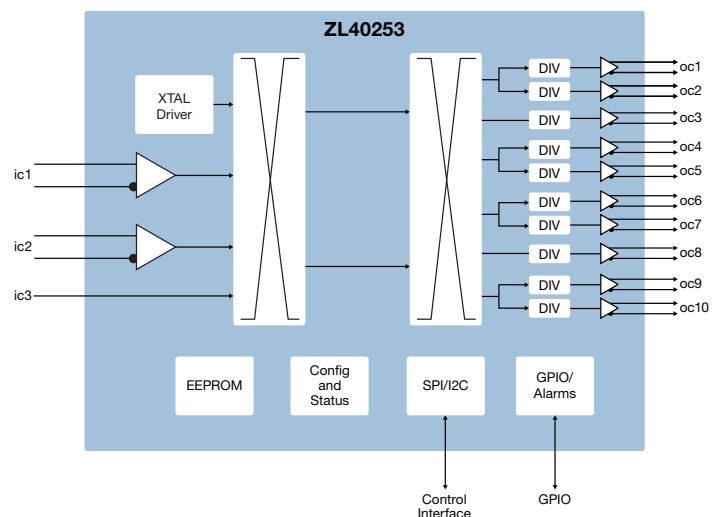 ZL40253
XTAL
Driver
ic1
ic2
ic3
DIV
DIV
DIV
DIV
DIV
DIV
DIV
DIV
DIV
DIV
oc1
oc2
oc3
oc4
oc5
oc6
oc7
oc8
oc9
oc10
EEPROM
Config
and
Status
SPI/I2C
GPIO/
Alarms
Control
Interface
GPIO